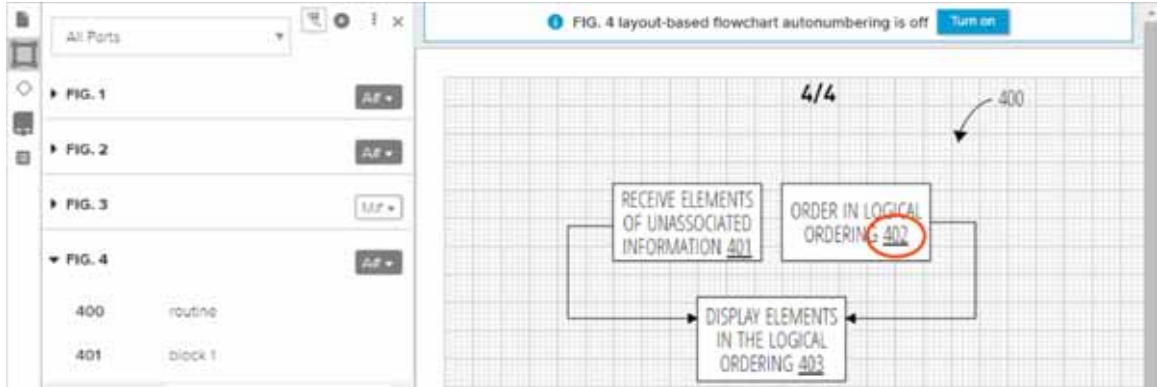 All Parts
FIG. 4 layout-based flowchart autonumbering is off Turn on
FIG. 1
A#
FIG. 2
A#
FIG. 3
M#
FIG. 4
A#
400 routine
401 block 1
4/4
400
RECEIVE ELEMENTS
OF UNASSOCIATED
INFORMATION 401
ORDER IN LOGICAL
ORDERING 402
DISPLAY ELEMENTS
IN THE LOGICAL
ORDERING 403